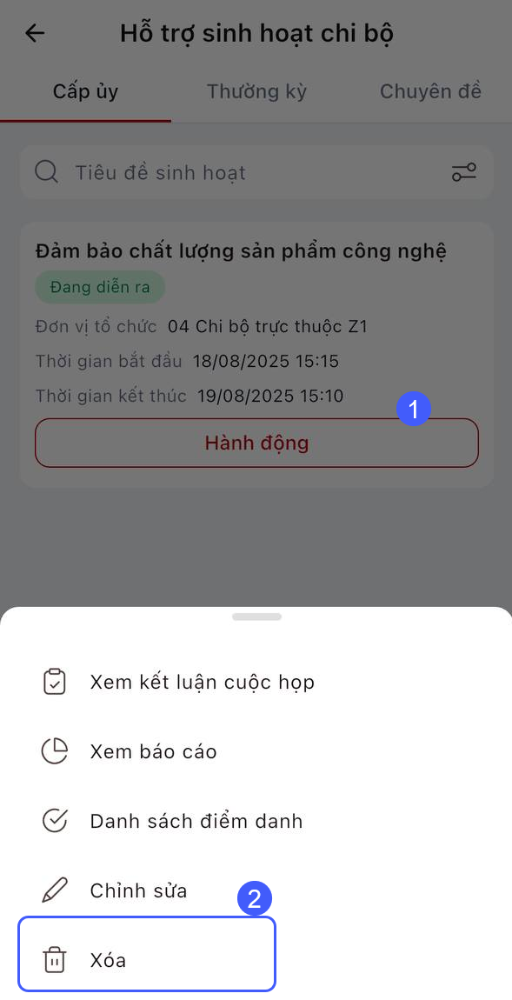 Hỗ trợ sinh hoạt chi bộ
Cấp ủy Thường kỳ Chuyên đề
Tiêu đề sinh hoạt
Đảm bảo chất lượng sản phẩm công nghệ
Đang diễn ra
Đơn vị tổ chức 04 Chi bộ trực thuộc Z1
Thời gian bắt đầu 18/08/2025 15:15
Thời gian kết thúc 19/08/2025 15:10
1
Hành động
Xem kết luận cuộc họp
Xem báo cáo
Danh sách điểm danh
Chỉnh sửa
2
Xóa